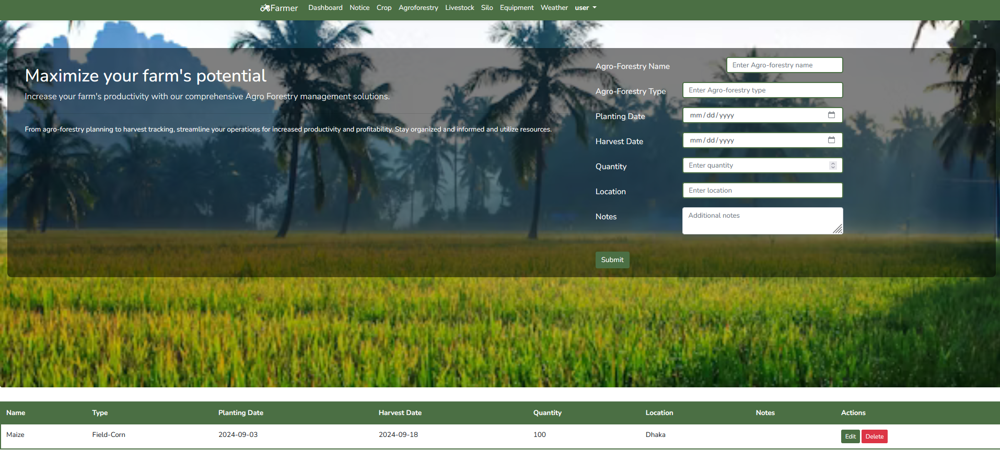 Farmer Dashboard Notice Crop Agroforestry Livestock Silo Equipment Weather user
Maximize your farm's potential
Increase your farm's productivity with our comprehensive Agro Forestry management solutions.
From agro-forestry planning to harvest tracking, streamline your operations for increased productivity and profitability. Stay organized and informed and utilize resources.
Agro-Forestry Name Enter Agro-forestry name
Agro-Forestry Type Enter Agro-forestry type
Planting Date mm/dd/yyyy
Harvest Date mm/dd/yyyy
Quantity Enter quantity
Location Enter location
Notes Additional notes
Submit
Name Type Planting Date Harvest Date Quantity Location Notes Actions
Maize Field-Corn 2024-09-03 2024-09-18 100 Dhaka Edit Delete